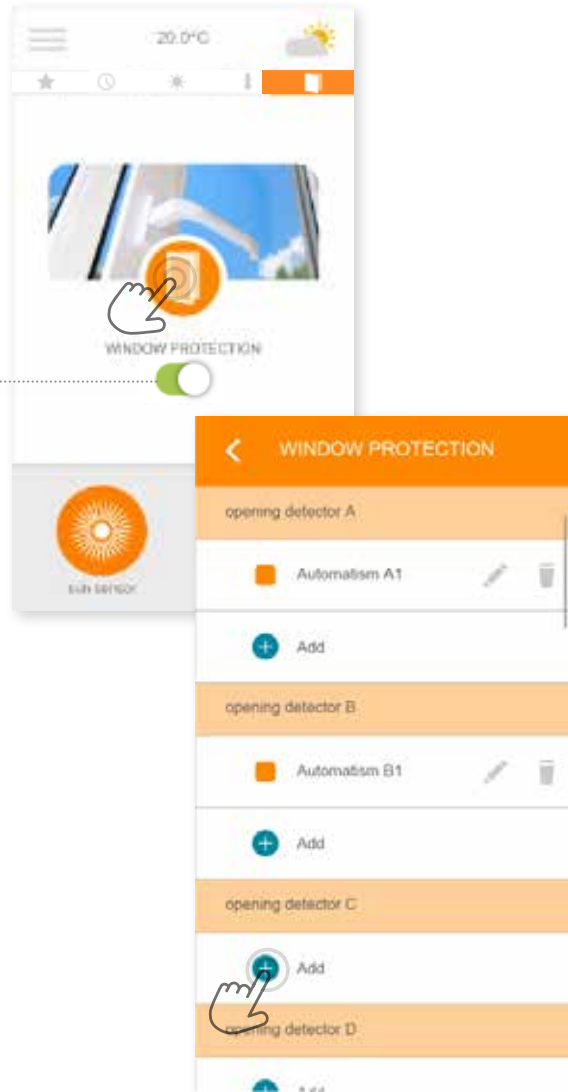 20.0°C
WINDOW PROTECTION
sun sensor
WINDOW PROTECTION
opening detector A
Automatism A1
Add
opening detector B
Automatism B1
Add
opening detector C
Add
opening detector D
Add